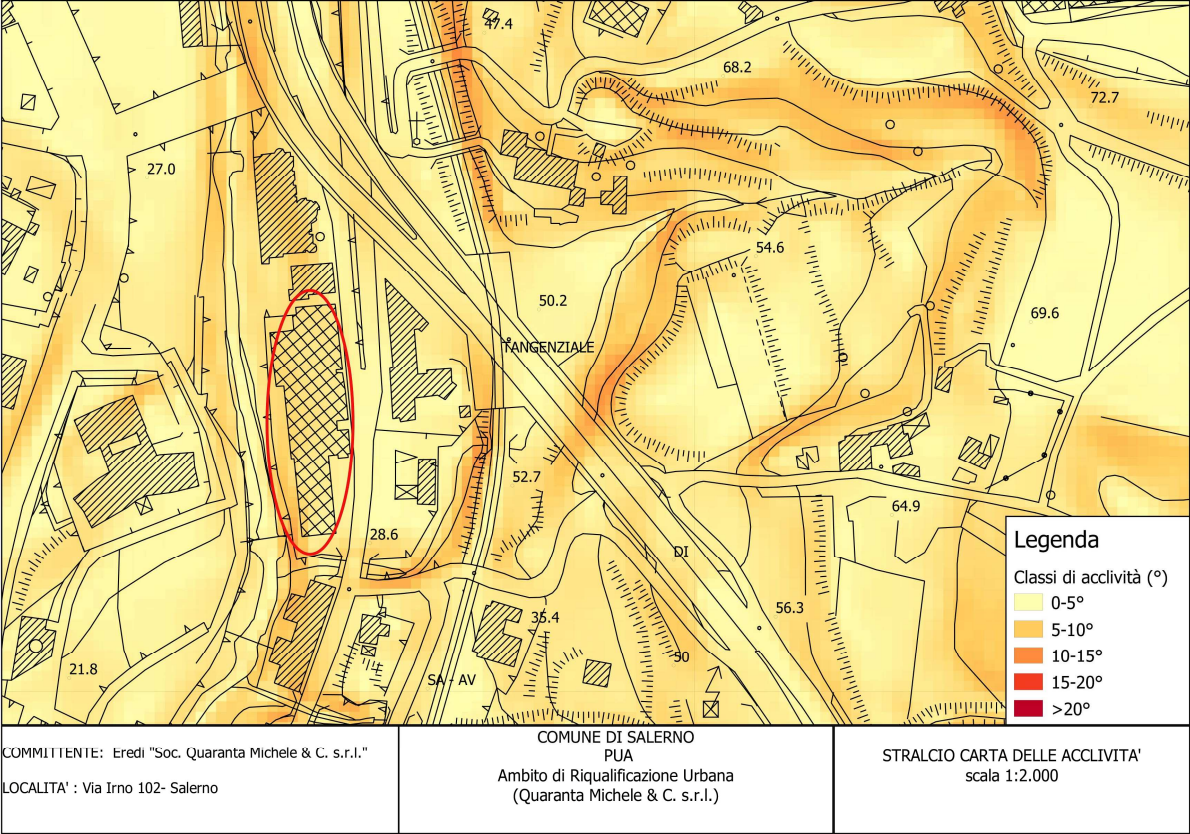 47.4
68.2
72.7
27.0
54.6
50.2
69.6
TANGENZIALE
52.7
64.9
28.6
DI
56.3
35.4
50
21.8
SA - AV
Legenda
Classi di acclività (°)
0-5°
5-10°
10-15°
15-20°
>20°
COMMITTENTE: Eredi "Soc. Quaranta Michele & C. s.r.l."
LOCALITA' : Via Irno 102- Salerno
COMUNE DI SALERNO
PUA
Ambito di Riqualificazione Urbana
(Quaranta Michele & C. s.r.l.)
STRALCIO CARTA DELLE ACCLIVITA'
scala 1:2.000